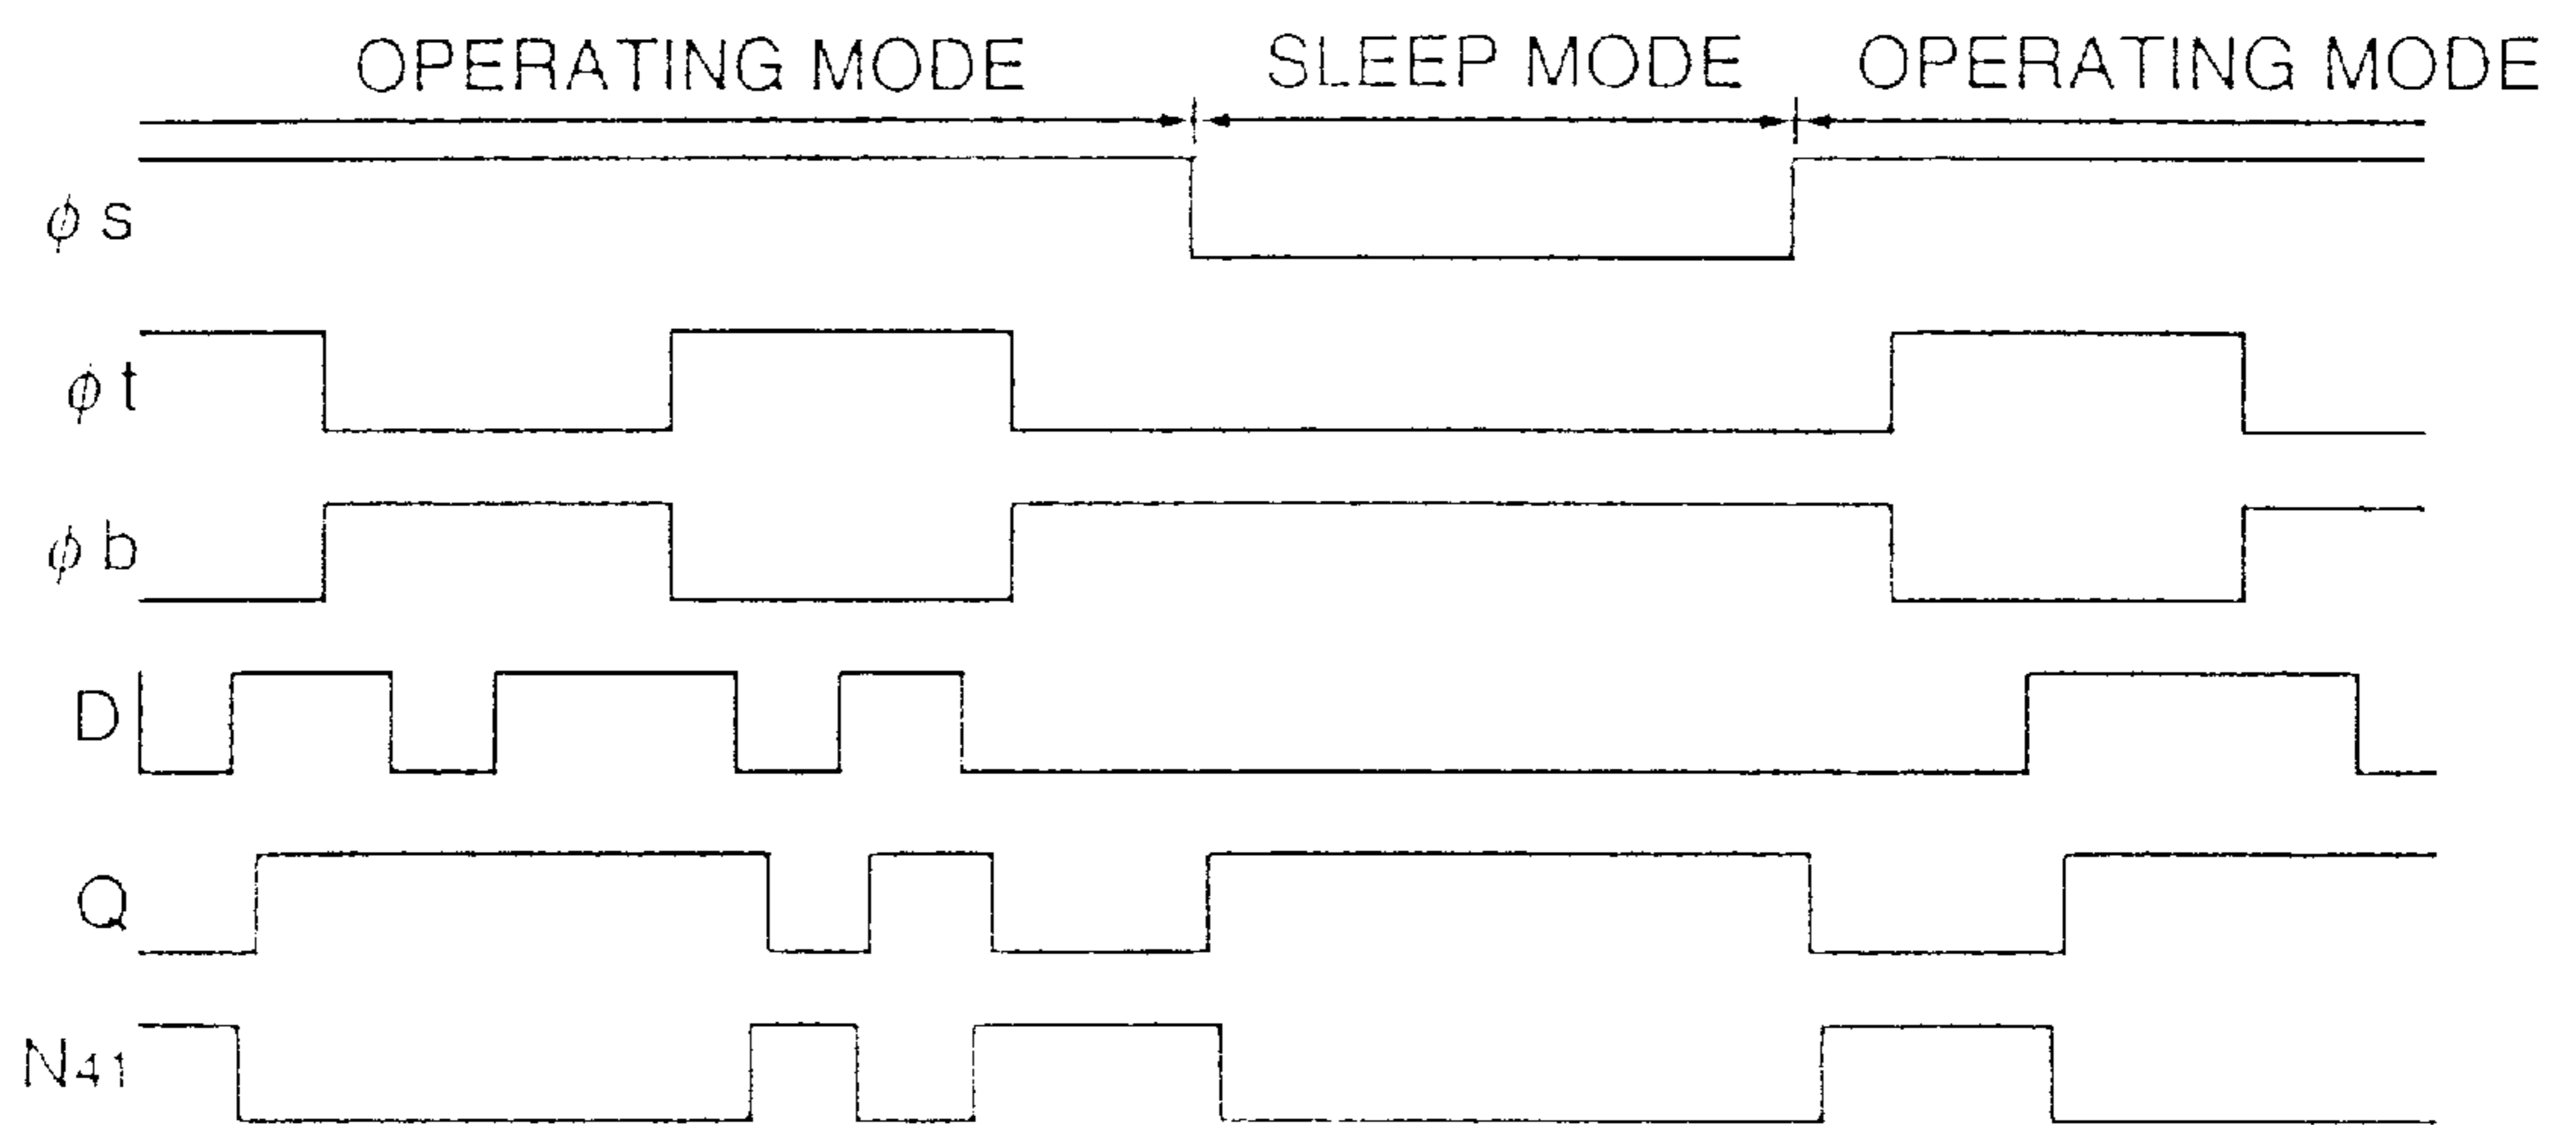 OPERATING MODE SLEEP MODE OPERATING MODE
φ s
φ t
φ b
D
Q
N41